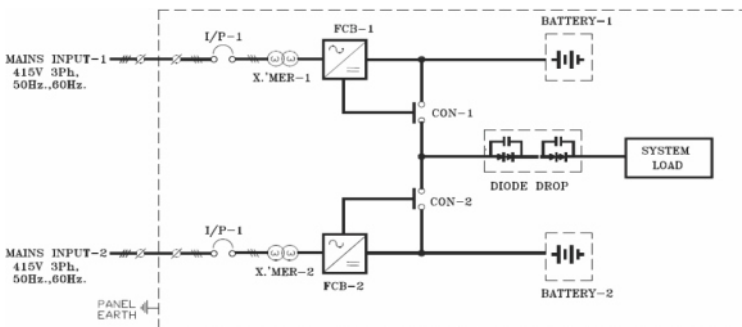 BATTERY-1
FCB-1
I/P-1
MAINS INPUT-1
415V 3Ph,
50Hz.,60Hz.
X.'MER-1
CON-1
SYSTEM
LOAD
DIODE DROP
CON-2
I/P-1
MAINS INPUT-2
415V 3Ph,
50Hz.,60Hz.
X.'MER-2
FCB-2
BATTERY-2
PANEL
EARTH